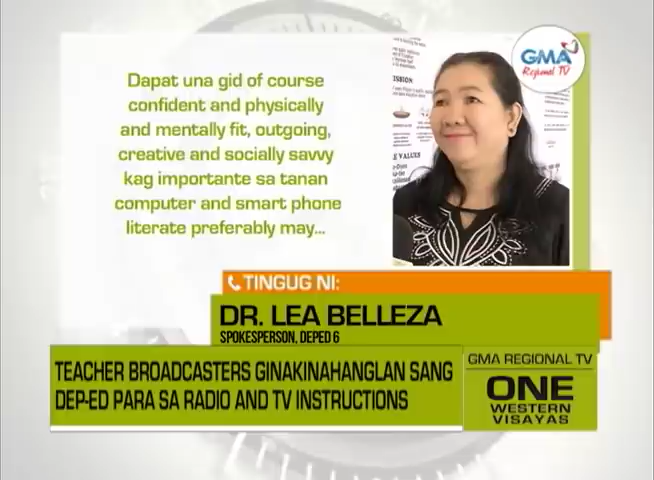 Dapat una gid of course
confident and physically
and mentally fit, outgoing,
creative and socially savvy
kag importante sa tanan
computer and smart phone
literate preferably may...
GMA
Regional TV
MISSION:
VALUES
TINGUG NI:
DR. LEA BELLEZA
SPOKESPERSON, DEPED 6
TEACHER BROADCASTERS GINAKINAHANGLAN SANG
DEP-ED PARA SA RADIO AND TV INSTRUCTIONS
GMA REGIONAL TV
ONE
WESTERN
VISAYAS